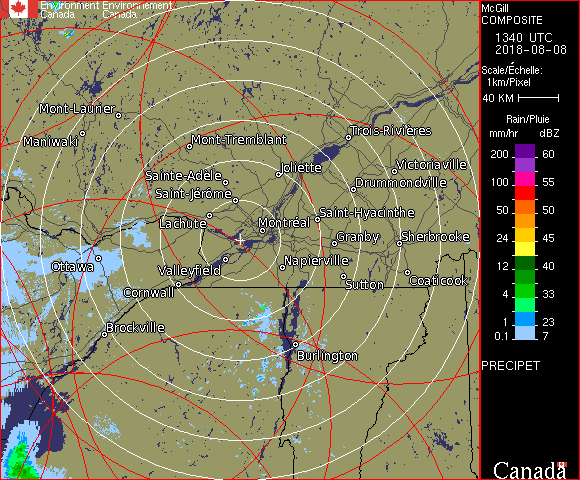 Environment Environnement
Canada Canada
Mont-Laurier
Maniwaki
Mont-Tremblant
Trois-Rivières
Joliette
Victoriaville
Sainte-Adèle
Drummondville
Saint-Jérôme
Lachute
Montréal
Saint-Hyacinthe
Granby
Sherbrooke
Ottawa
Valleyfield
Napierville
Cornwall
Sutton
Coaticook
Brockville
Burlington
McGill
COMPOSITE
1340 UTC
2018-08-08
Scale/Échelle:
1km/Pixel
40 KM
Rain/Pluie
mm/hr dBZ
200 60
150 57
100 55
50 50
24 45
12 40
4 33
1 23
0.1 7
PRECIPET
Canada